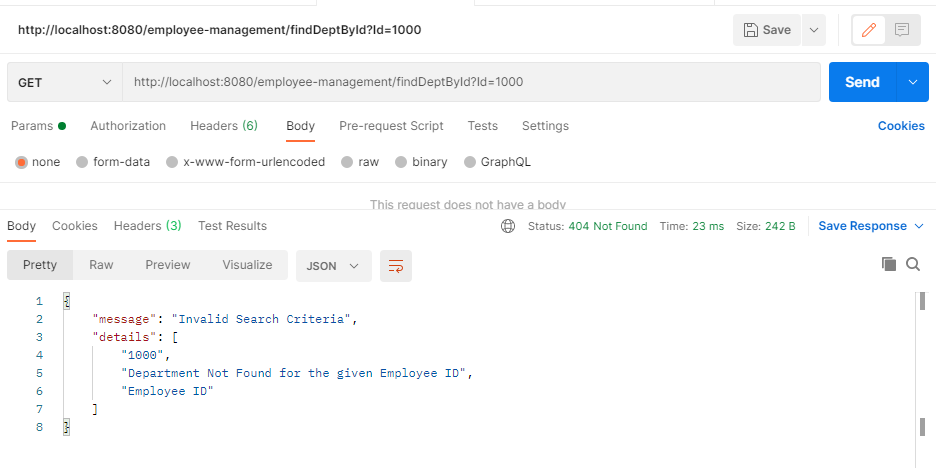 http://localhost:8080/employee-management/findDeptById?Id=1000 Save
GET http://localhost:8080/employee-management/findDeptById?Id=1000 Send
Params Authorization Headers (6) Body Pre-request Script Tests Settings Cookies
none form-data x-www-form-urlencoded raw binary GraphQL
This request does not have a body
Body Cookies Headers (3) Test Results Status: 404 Not Found Time: 23 ms Size: 242 B Save Response
Pretty Raw Preview Visualize JSON
1 {
2 "message": "Invalid Search Criteria",
3 "details": [
4 "1000",
5 "Department Not Found for the given Employee ID",
6 "Employee ID"
7 ]
8 }